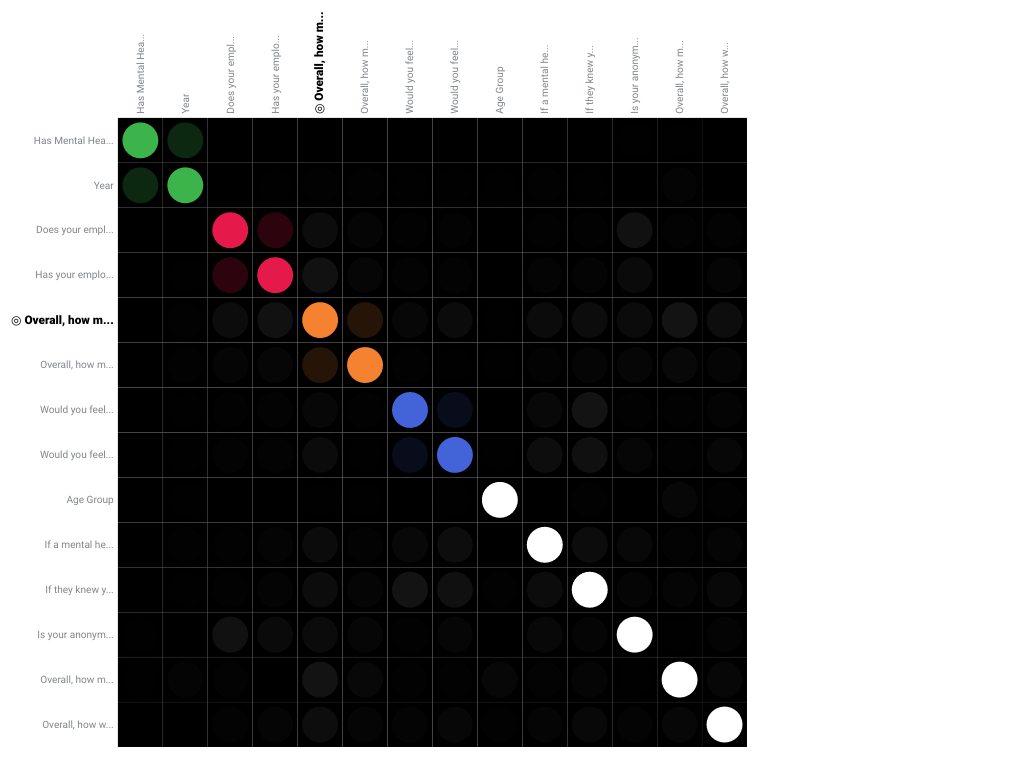 Has Mental Hea...
Year
Does your empl...
Has your emplo...
◎ Overall, how m...
Overall, how m...
Would you feel...
Would you feel...
Age Group
If a mental he...
If they knew y...
Is your anonym...
Overall, how m...
Overall, how w...
Has Mental Hea...
Year
Does your empl...
Has your emplo...
◎ Overall, how m...
Overall, how m...
Would you feel...
Would you feel...
Age Group
If a mental he...
If they knew y...
Is your anonym...
Overall, how m...
Overall, how w...